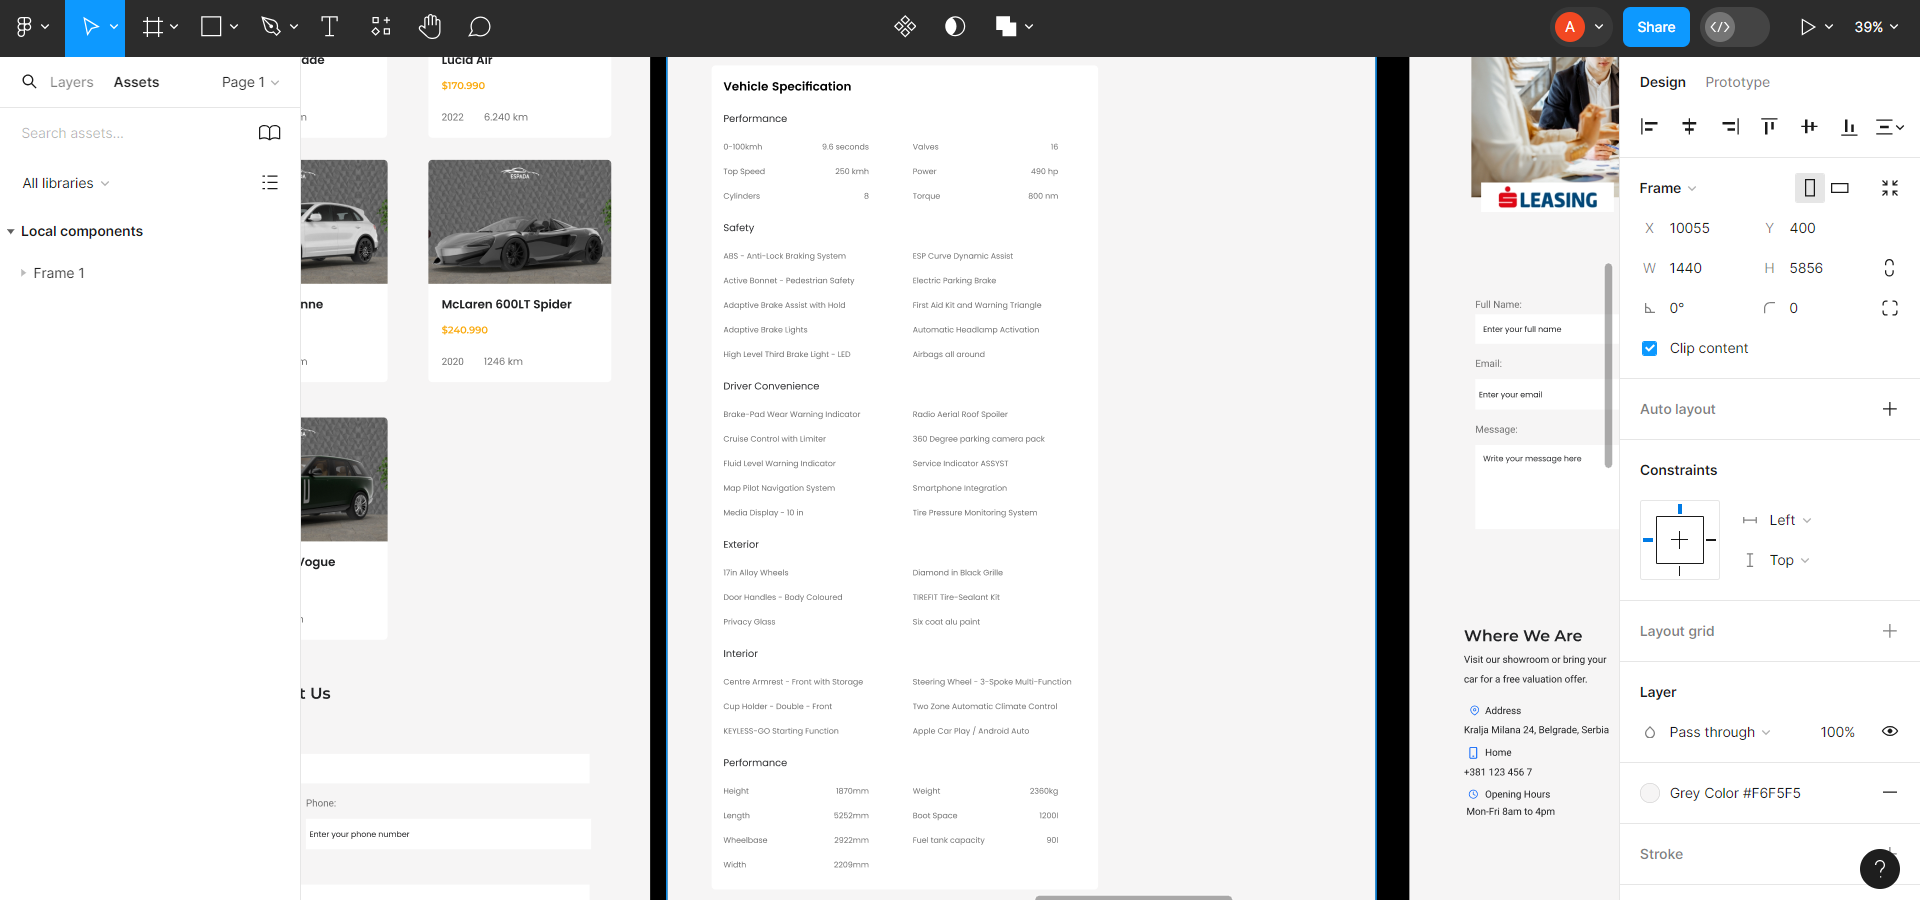 A
Share
39%
Layers
Assets
Page 1
Search assets...
All libraries
Local components
Frame 1
ade
Lucid Air
$170.990
2022
6.240 km
ESPADA
nne
McLaren 600LT Spider
$240.990
2020
1246 km
Vogue
t Us
Phone:
Enter your phone number
Vehicle Specification
Performance
0-100kmh
9.6 seconds
Valves
16
Top Speed
250 kmh
Power
490 hp
Cylinders
8
Torque
800 nm
Safety
ABS - Anti-Lock Braking System
ESP Curve Dynamic Assist
Active Bonnet - Pedestrian Safety
Electric Parking Brake
Adaptive Brake Assist with Hold
First Aid Kit and Warning Triangle
Adaptive Brake Lights
Automatic Headlamp Activation
High Level Third Brake Light - LED
Airbags all around
Driver Convenience
Brake-Pad Wear Warning Indicator
Radio Aerial Roof Spoiler
Cruise Control with Limiter
360 Degree parking camera pack
Fluid Level Warning Indicator
Service Indicator ASSYST
Map Pilot Navigation System
Smartphone Integration
Media Display - 10 in
Tire Pressure Monitoring System
Exterior
17in Alloy Wheels
Diamond in Black Grille
Door Handles - Body Coloured
TIREFIT Tire-Sealant Kit
Privacy Glass
Six coat alu paint
Interior
Centre Armrest - Front with Storage
Steering Wheel - 3-Spoke Multi-Function
Cup Holder - Double - Front
Two Zone Automatic Climate Control
KEYLESS-GO Starting Function
Apple Car Play / Android Auto
Performance
Height
1870mm
Weight
2360kg
Length
5252mm
Boot Space
1200l
Wheelbase
2922mm
Fuel tank capacity
90l
Width
2209mm
S LEASING
Full Name:
Enter your full name
Email:
Enter your email
Message:
Write your message here
Where We Are
Visit our showroom or bring your
car for a free valuation offer.
Address
Kralja Milana 24, Belgrade, Serbia
Home
+381 123 456 7
Opening Hours
Mon-Fri 8am to 4pm
Design
Prototype
Frame
X 10055
Y 400
W 1440
H 5856
0°
0
Clip content
Auto layout
Constraints
Left
Top
Layout grid
Layer
Pass through
100%
Grey Color #F6F5F5
Stroke
?